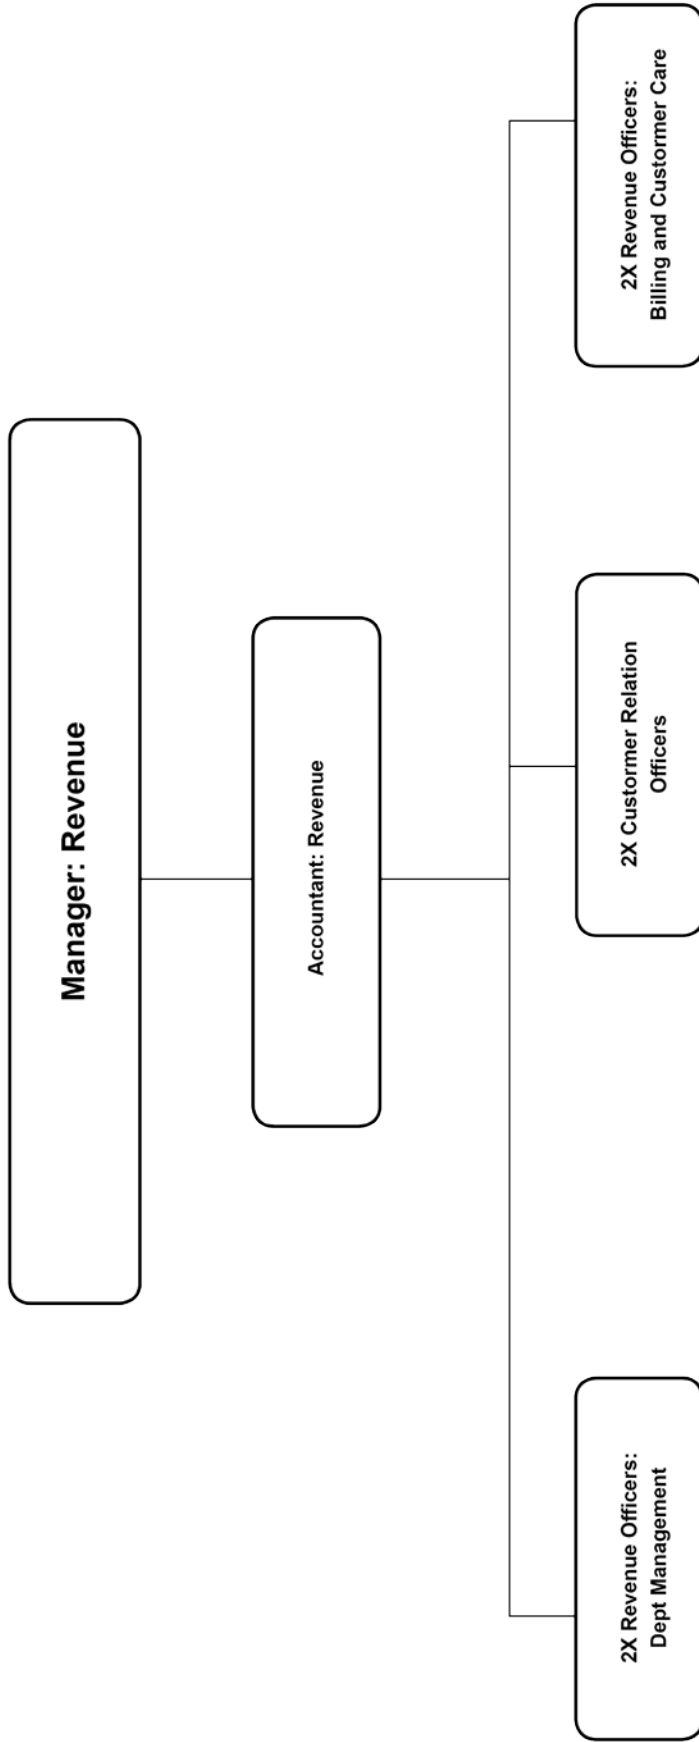 Manager: Revenue
Accountant: Revenue
2X Revenue Officers:
Dept Management
2X Custormer Relation
Officers
2X Revenue Officers:
Billing and Custormer Care